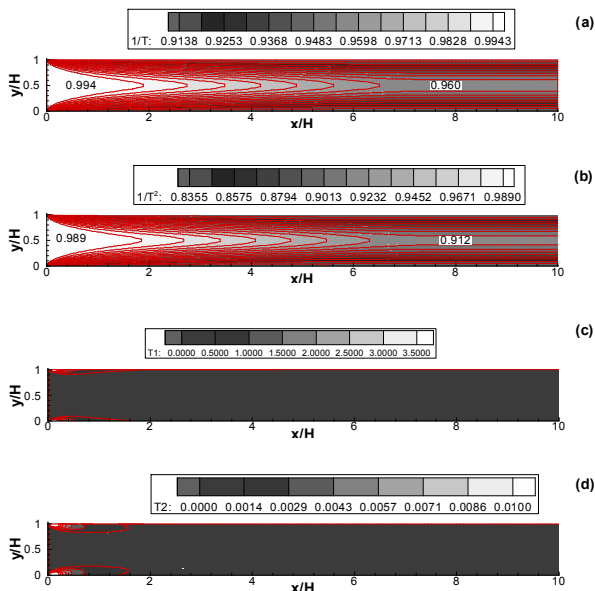 (a)
1/T: 0.9138 0.9253 0.9368 0.9483 0.9598 0.9713 0.9828 0.9943
y/H
1
0.5
0
0.994
0.960
0 2 4 6 8 10
x/H
(b)
1/T²: 0.8355 0.8575 0.8794 0.9013 0.9232 0.9452 0.9671 0.9890
y/H
1
0.5
0
0.989
0.912
0 2 4 6 8 10
x/H
(c)
T1: 0.0000 0.5000 1.0000 1.5000 2.0000 2.5000 3.0000 3.5000
y/H
1
0.5
0
0 2 4 6 8 10
x/H
(d)
T2: 0.0000 0.0014 0.0029 0.0043 0.0057 0.0071 0.0086 0.0100
y/H
1
0.5
0
0 2 4 6 8 10
x/H